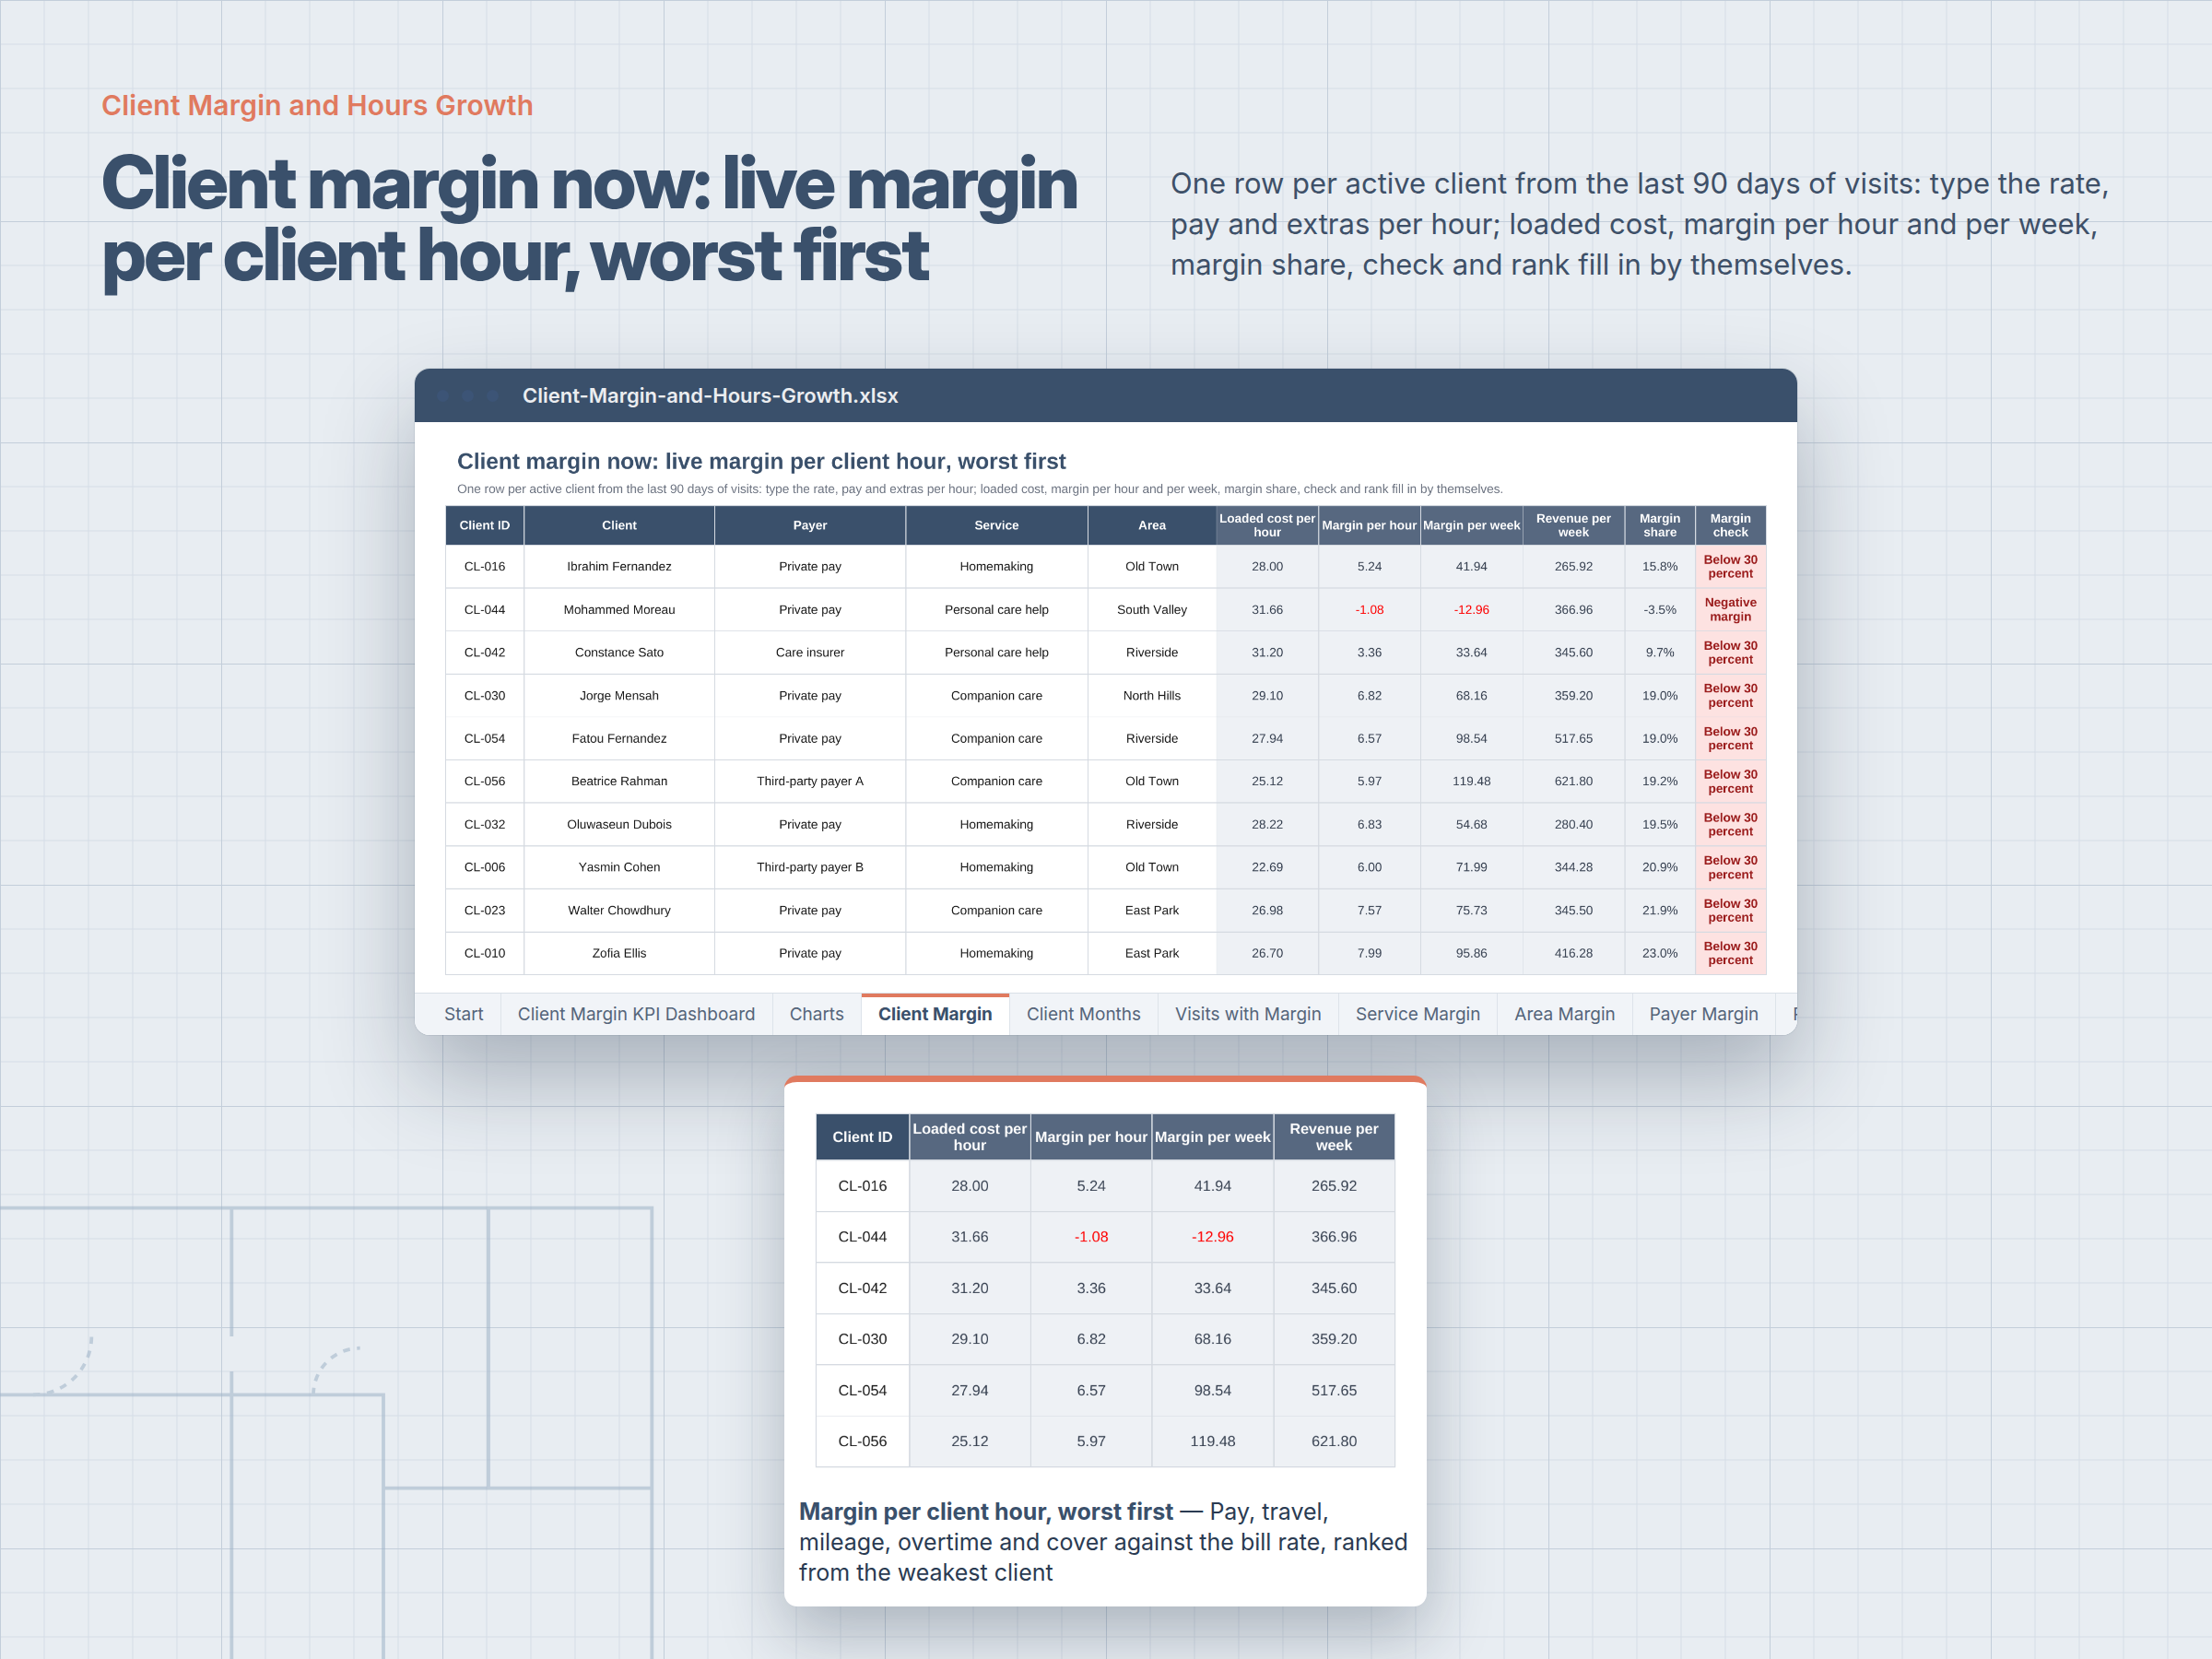 Client Margin and Hours Growth
Client margin now: live margin
per client hour, worst first
One row per active client from the last 90 days of visits: type the rate,
pay and extras per hour; loaded cost, margin per hour and per week,
margin share, check and rank fill in by themselves.
Client-Margin-and-Hours-Growth.xlsx
Client margin now: live margin per client hour, worst first
One row per active client from the last 90 days of visits: type the rate, pay and extras per hour; loaded cost, margin per hour and per week, margin share, check and rank fill in by themselves.
Client ID Client Payer Service Area Loaded cost per hour Margin per hour Margin per week Revenue per week Margin share Margin check
CL-016 Ibrahim Fernandez Private pay Homemaking Old Town 28.00 5.24 41.94 265.92 15.8% Below 30 percent
CL-044 Mohammed Moreau Private pay Personal care help South Valley 31.66 -1.08 -12.96 366.96 -3.5% Negative margin
CL-042 Constance Sato Care insurer Personal care help Riverside 31.20 3.36 33.64 345.60 9.7% Below 30 percent
CL-030 Jorge Mensah Private pay Companion care North Hills 29.10 6.82 68.16 359.20 19.0% Below 30 percent
CL-054 Fatou Fernandez Private pay Companion care Riverside 27.94 6.57 98.54 517.65 19.0% Below 30 percent
CL-056 Beatrice Rahman Third-party payer A Companion care Old Town 25.12 5.97 119.48 621.80 19.2% Below 30 percent
CL-032 Oluwaseun Dubois Private pay Homemaking Riverside 28.22 6.83 54.68 280.40 19.5% Below 30 percent
CL-006 Yasmin Cohen Third-party payer B Homemaking Old Town 22.69 6.00 71.99 344.28 20.9% Below 30 percent
CL-023 Walter Chowdhury Private pay Companion care East Park 26.98 7.57 75.73 345.50 21.9% Below 30 percent
CL-010 Zofia Ellis Private pay Homemaking East Park 26.70 7.99 95.86 416.28 23.0% Below 30 percent
Start Client Margin KPI Dashboard Charts Client Margin Client Months Visits with Margin Service Margin Area Margin Payer Margin
Client ID Loaded cost per hour Margin per hour Margin per week Revenue per week
CL-016 28.00 5.24 41.94 265.92
CL-044 31.66 -1.08 -12.96 366.96
CL-042 31.20 3.36 33.64 345.60
CL-030 29.10 6.82 68.16 359.20
CL-054 27.94 6.57 98.54 517.65
CL-056 25.12 5.97 119.48 621.80
Margin per client hour, worst first — Pay, travel,
mileage, overtime and cover against the bill rate, ranked
from the weakest client